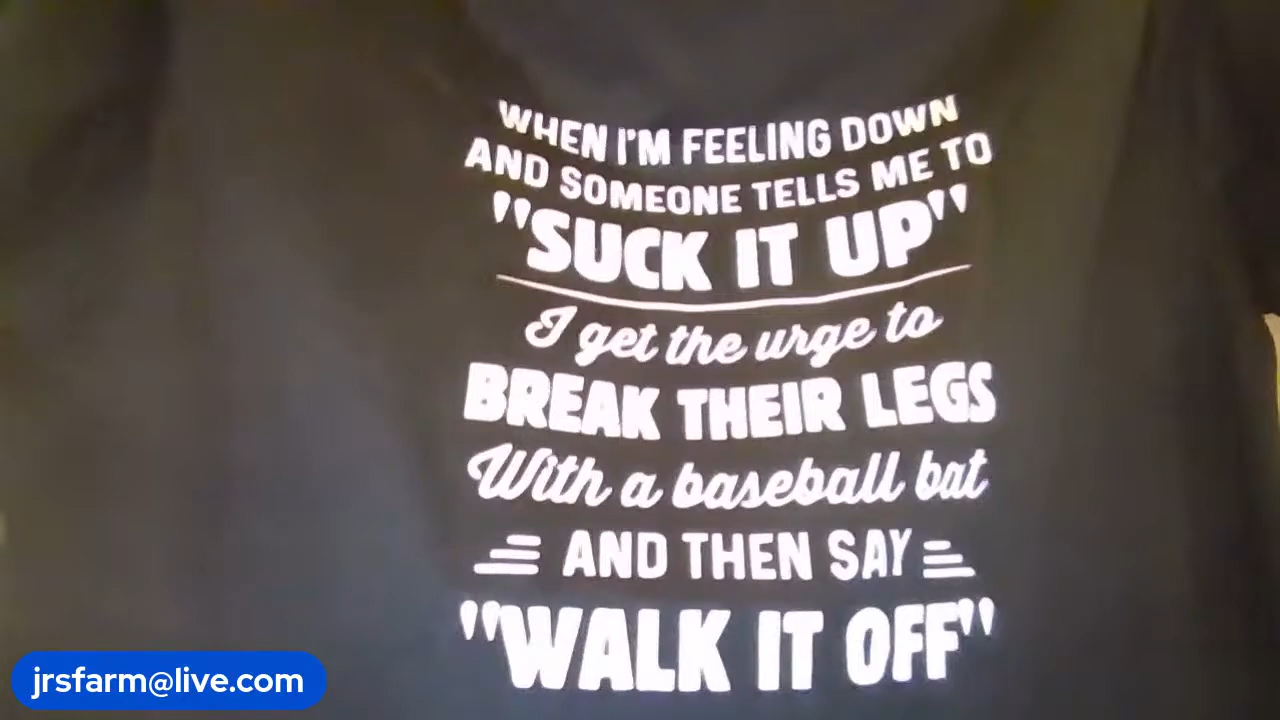 WHEN I'M FEELING DOWN
AND SOMEONE TELLS ME TO
"SUCK IT UP"
I get the urge to
BREAK THEIR LEGS
With a baseball bat
AND THEN SAY
"WALK IT OFF"
jrsfarm@live.com